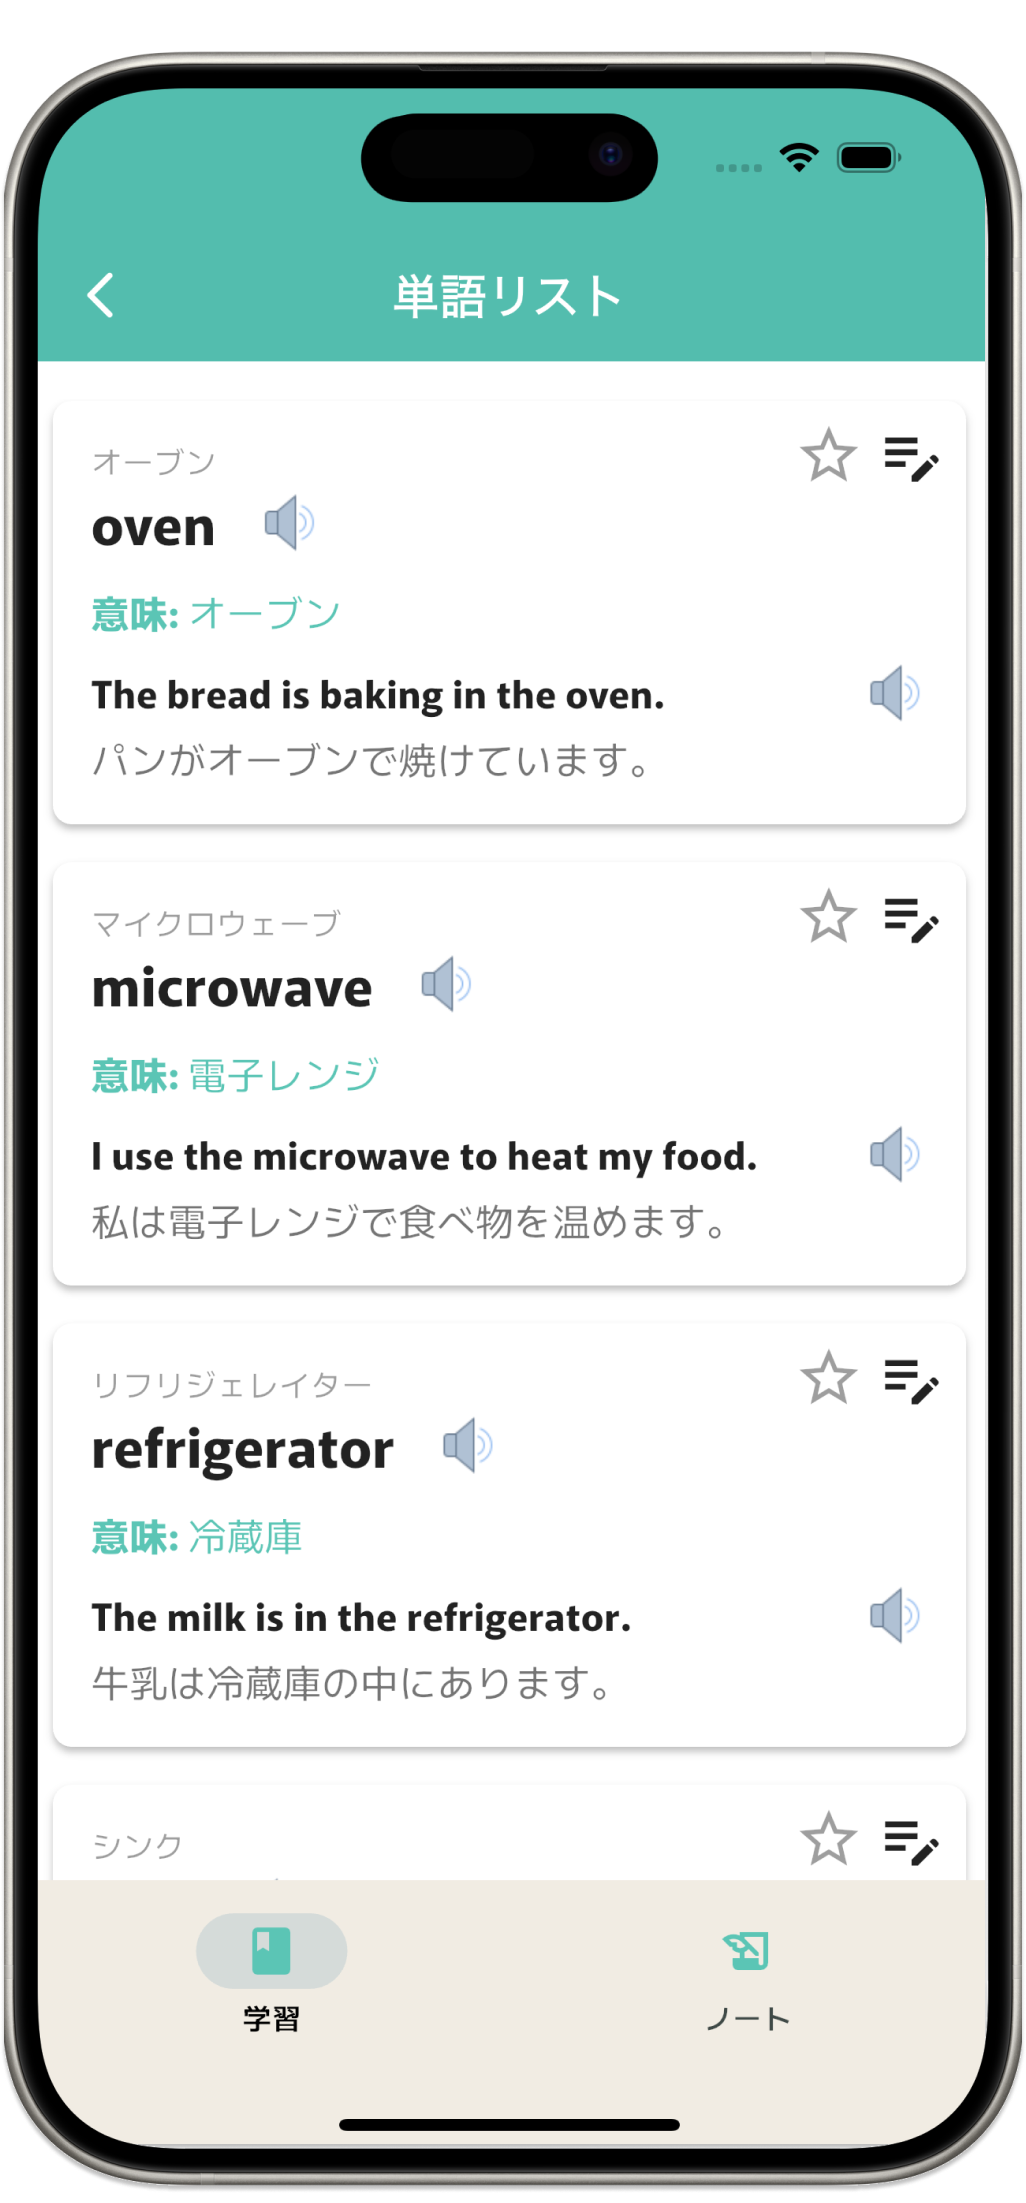 単語リスト
オーブン
oven
意味: オーブン
The bread is baking in the oven.
パンがオーブンで焼けています。
マイクロウェーブ
microwave
意味: 電子レンジ
I use the microwave to heat my food.
私は電子レンジで食べ物を温めます。
リフリジェレイター
refrigerator
意味: 冷蔵庫
The milk is in the refrigerator.
牛乳は冷蔵庫の中にあります。
シンク
学習
ノート